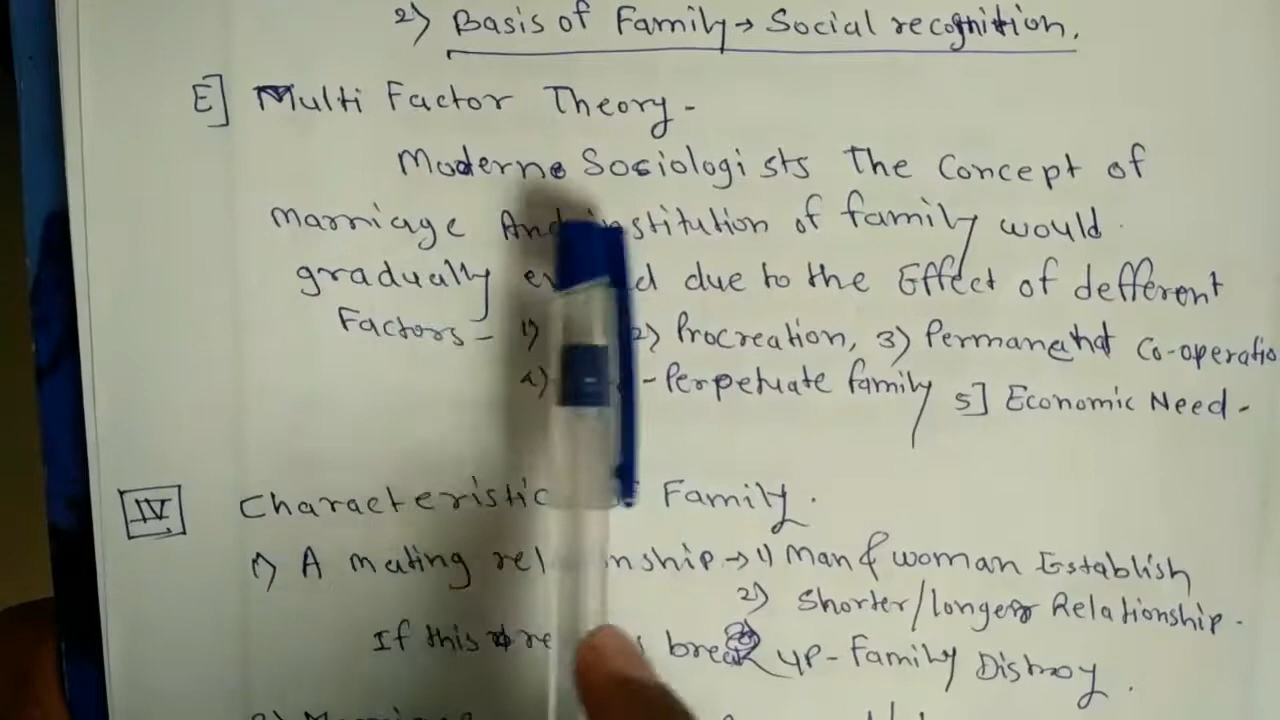 2) Basis of Family → Social recognition.
E] Multi Factor Theory -
Moderne Sociologists The Concept of
marriage And institution of family would.
gradually due to the Effect of defferent
Factors - 1) 2) Procreation, 3) Permanent Co-operatio
4) - Perpetuate family 5] Economic Need -
IV Characteristic Family.
1) A mating relationship → 1) Man & woman Establish
2) Shorter/longer Relationship -
If this break up - Family Distroy.